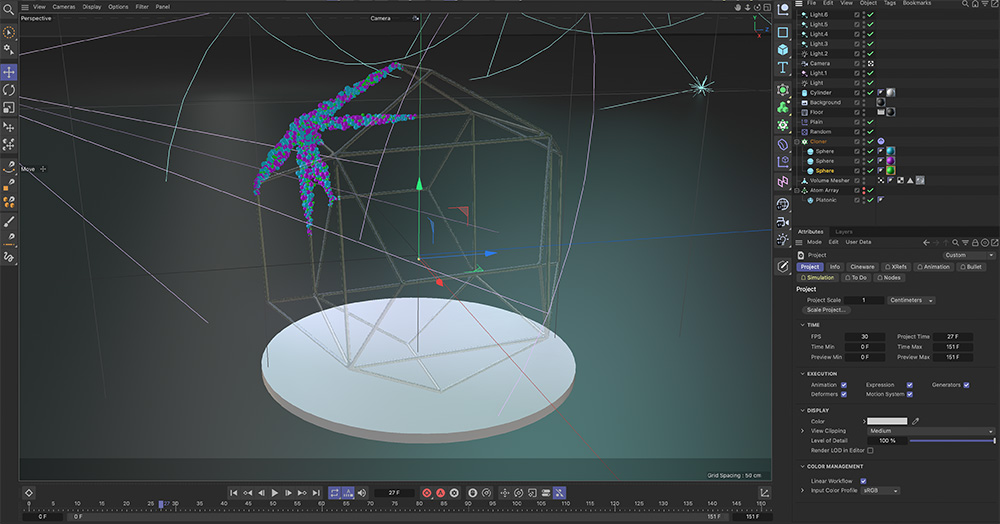 View Cameras Display Options Filter Panel
Perspective
Camera
Y
X
Move
Grid Spacing : 50 cm
27 F
0 5 10 15 20 25 27 30 35 40 45 50 55 60 65 70 75 80 85 90 95 100 105 110 115 120 125 130 135 140 145 150
0 F 0 F 151 F 151 F
File Edit View Object Tags Bookmarks
Light.6
Light.5
Light.4
Light.3
Light.2
Camera
Light.1
Light
Cylinder
Background
Floor
Plain
Random
Cloner
Sphere
Sphere
Sphere
Volume Mesher
Atom Array
Platonic
Attributes Layers
Mode Edit User Data
Project Custom
Project Info Cineware XRefs Animation Bullet
Simulation To Do Nodes
Project
Project Scale 1 Centimeters
Scale Project...
TIME
FPS 30 Project Time 27 F
Time Min 0 F Time Max 151 F
Preview Min 0 F Preview Max 151 F
EXECUTION
Animation Expression Generators
Deformers Motion System
DISPLAY
Color
View Clipping Medium
Level of Detail 100 %
Render LOD in Editor
COLOR MANAGEMENT
Linear Workflow
Input Color Profile sRGB